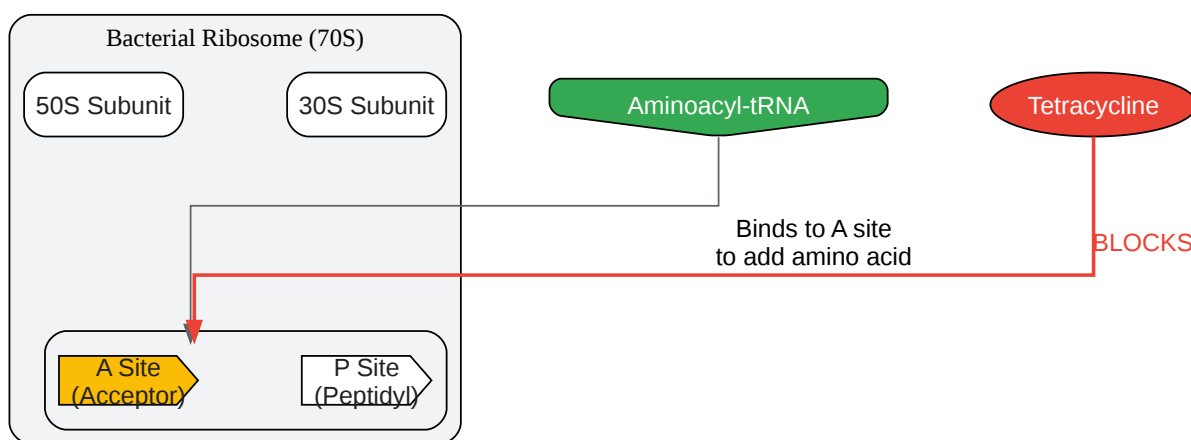 Bacterial Ribosome (70S)
50S Subunit
30S Subunit
Aminoacyl-tRNA
Tetracycline
Binds to A site
to add amino acid
BLOCKS
A Site
(Acceptor)
P Site
(Peptidyl)